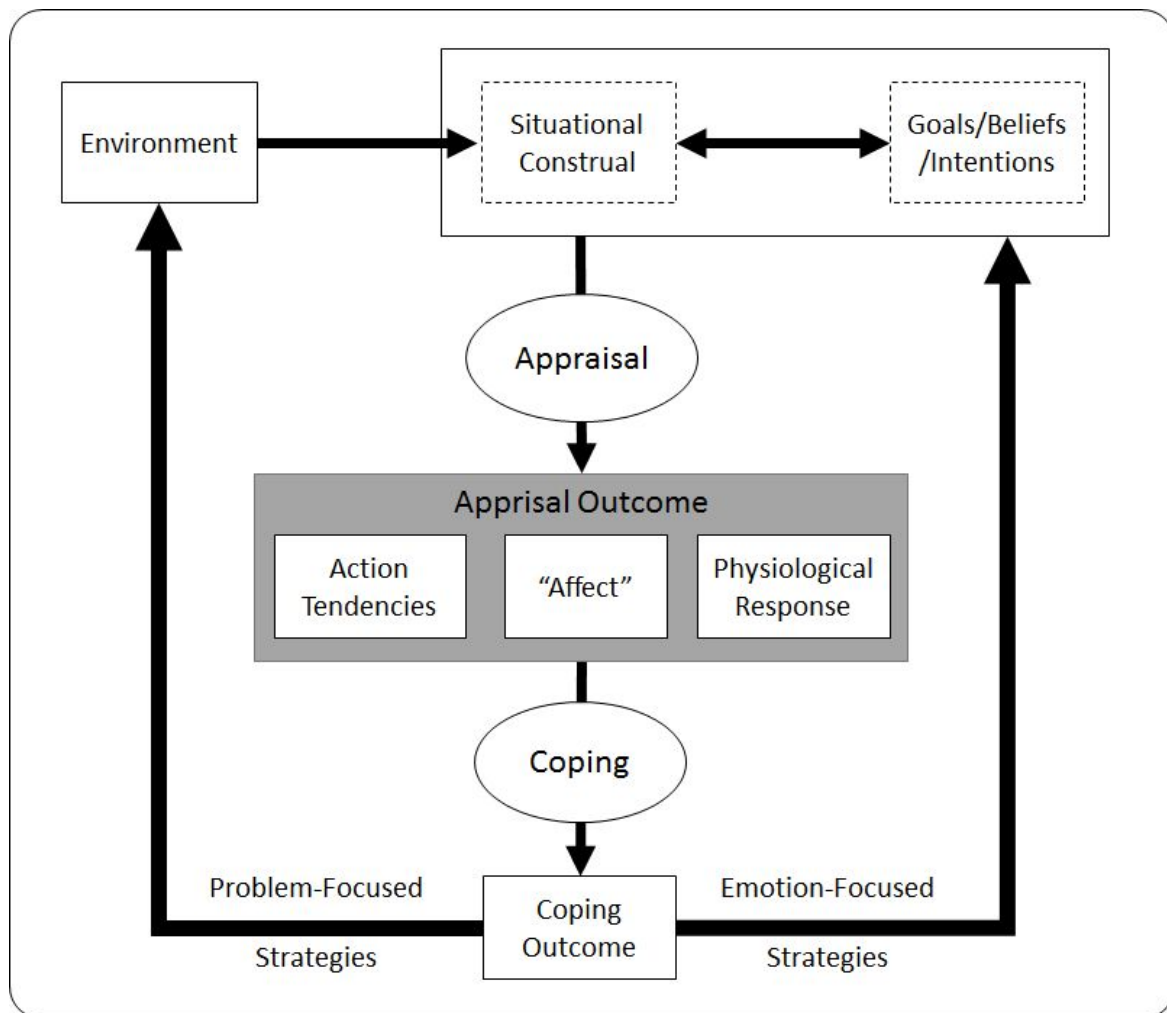 Environment
Situational
Construal
Goals/Beliefs
/Intentions
Appraisal
Apprisal Outcome
Action
Tendencies
“Affect”
Physiological
Response
Coping
Problem-Focused
Strategies
Coping
Outcome
Emotion-Focused
Strategies